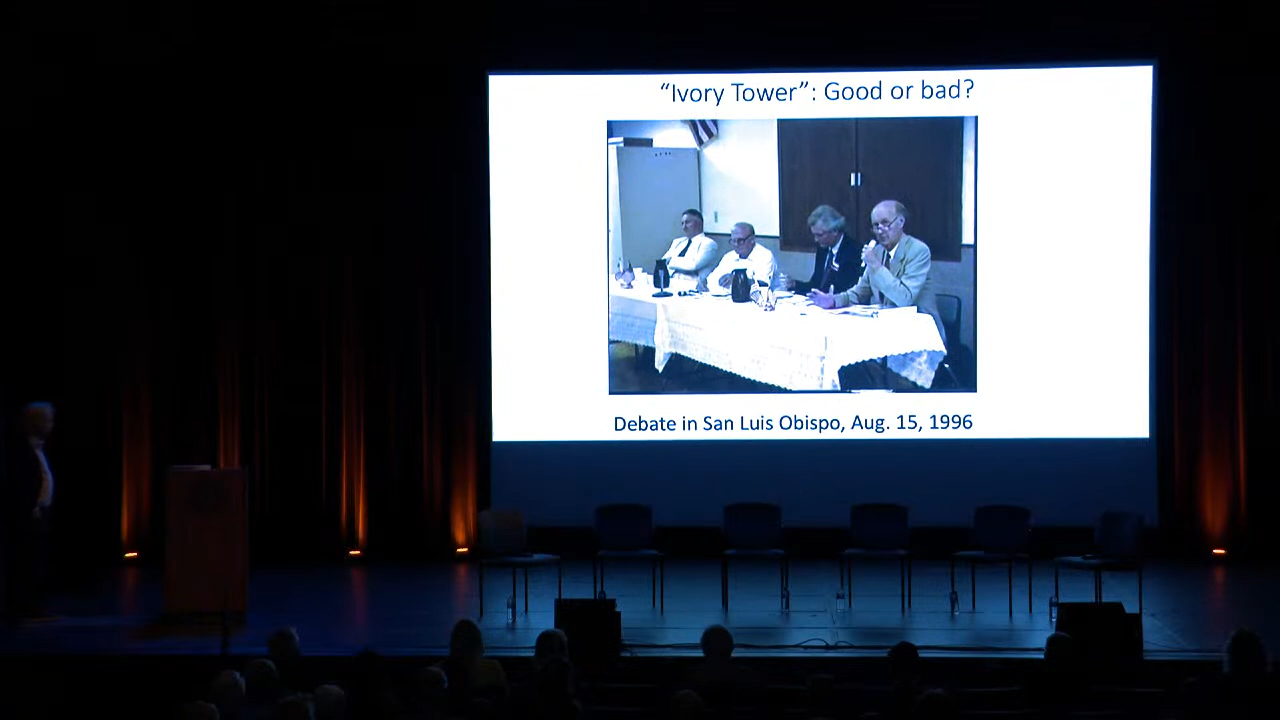 “Ivory Tower”: Good or bad?
Debate in San Luis Obispo, Aug. 15, 1996